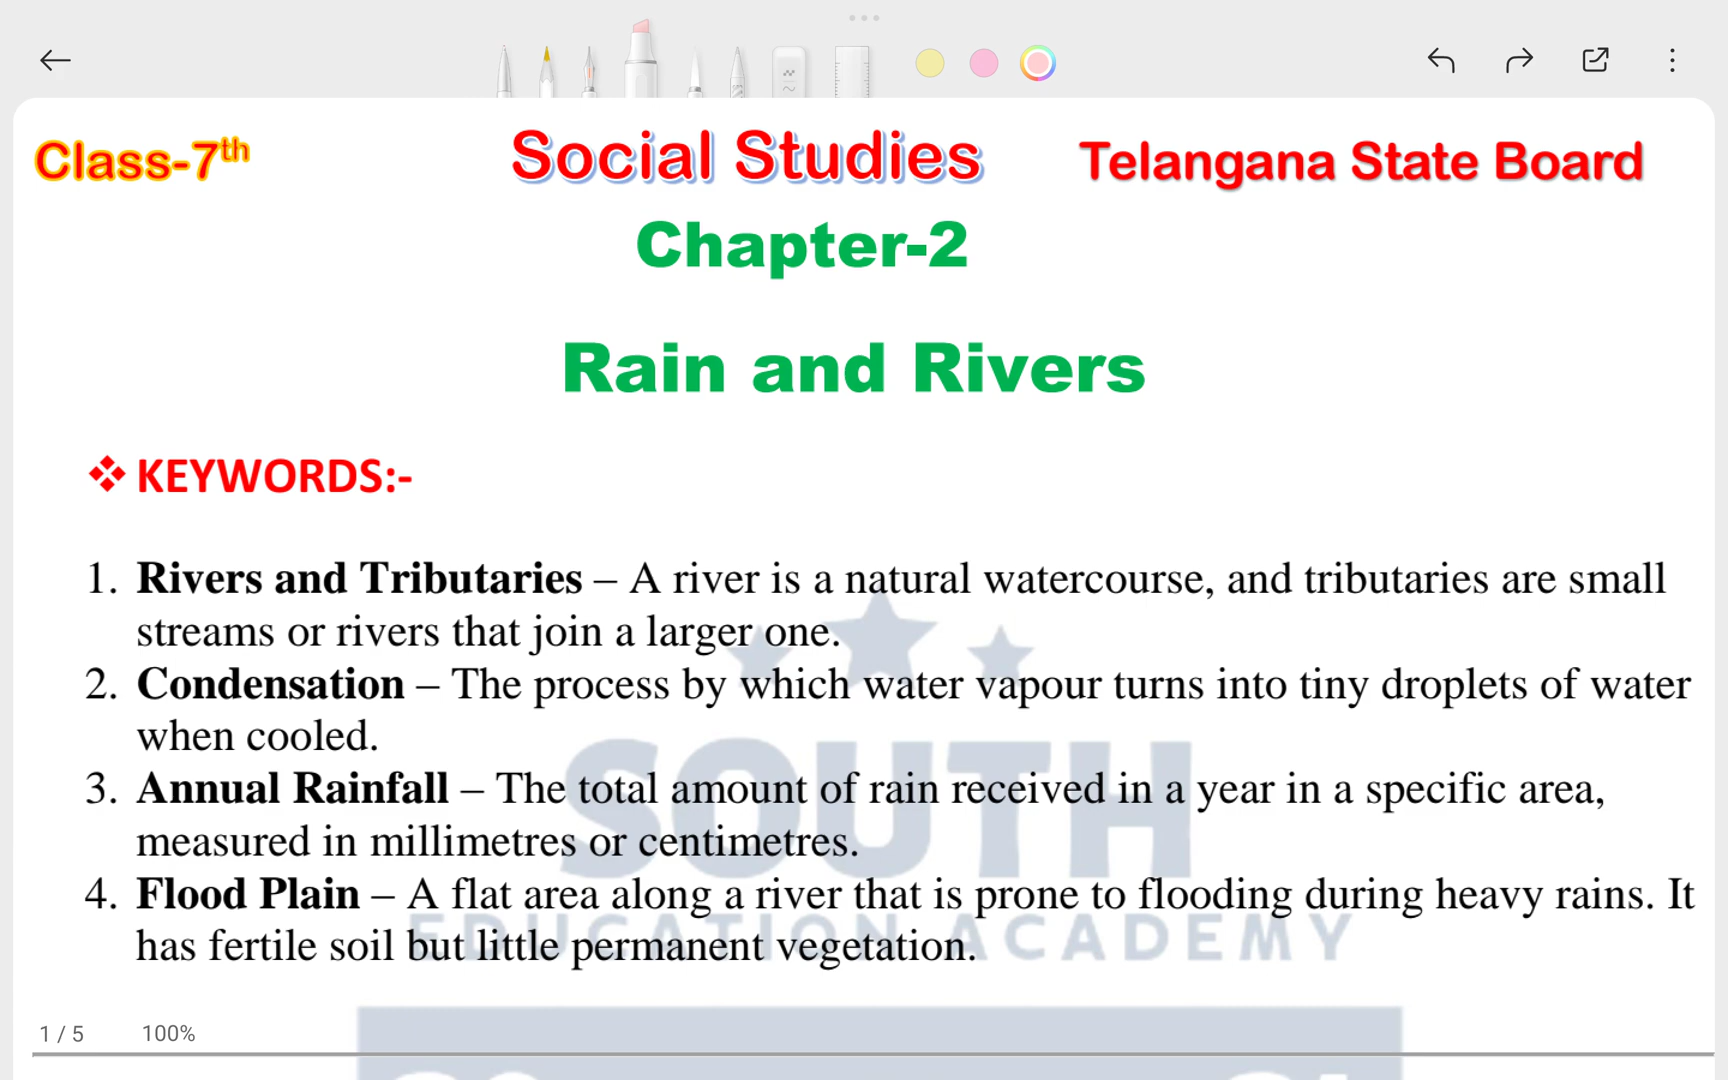 Class-7th
Social Studies
Telangana State Board
Chapter-2
Rain and Rivers
❖ KEYWORDS:-
1. Rivers and Tributaries – A river is a natural watercourse, and tributaries are small
streams or rivers that join a larger one.
2. Condensation – The process by which water vapour turns into tiny droplets of water
when cooled.
3. Annual Rainfall – The total amount of rain received in a year in a specific area,
measured in millimetres or centimetres.
4. Flood Plain – A flat area along a river that is prone to flooding during heavy rains. It
has fertile soil but little permanent vegetation.
SOUTH
EDUCATION ACADEMY
1 / 5
100%